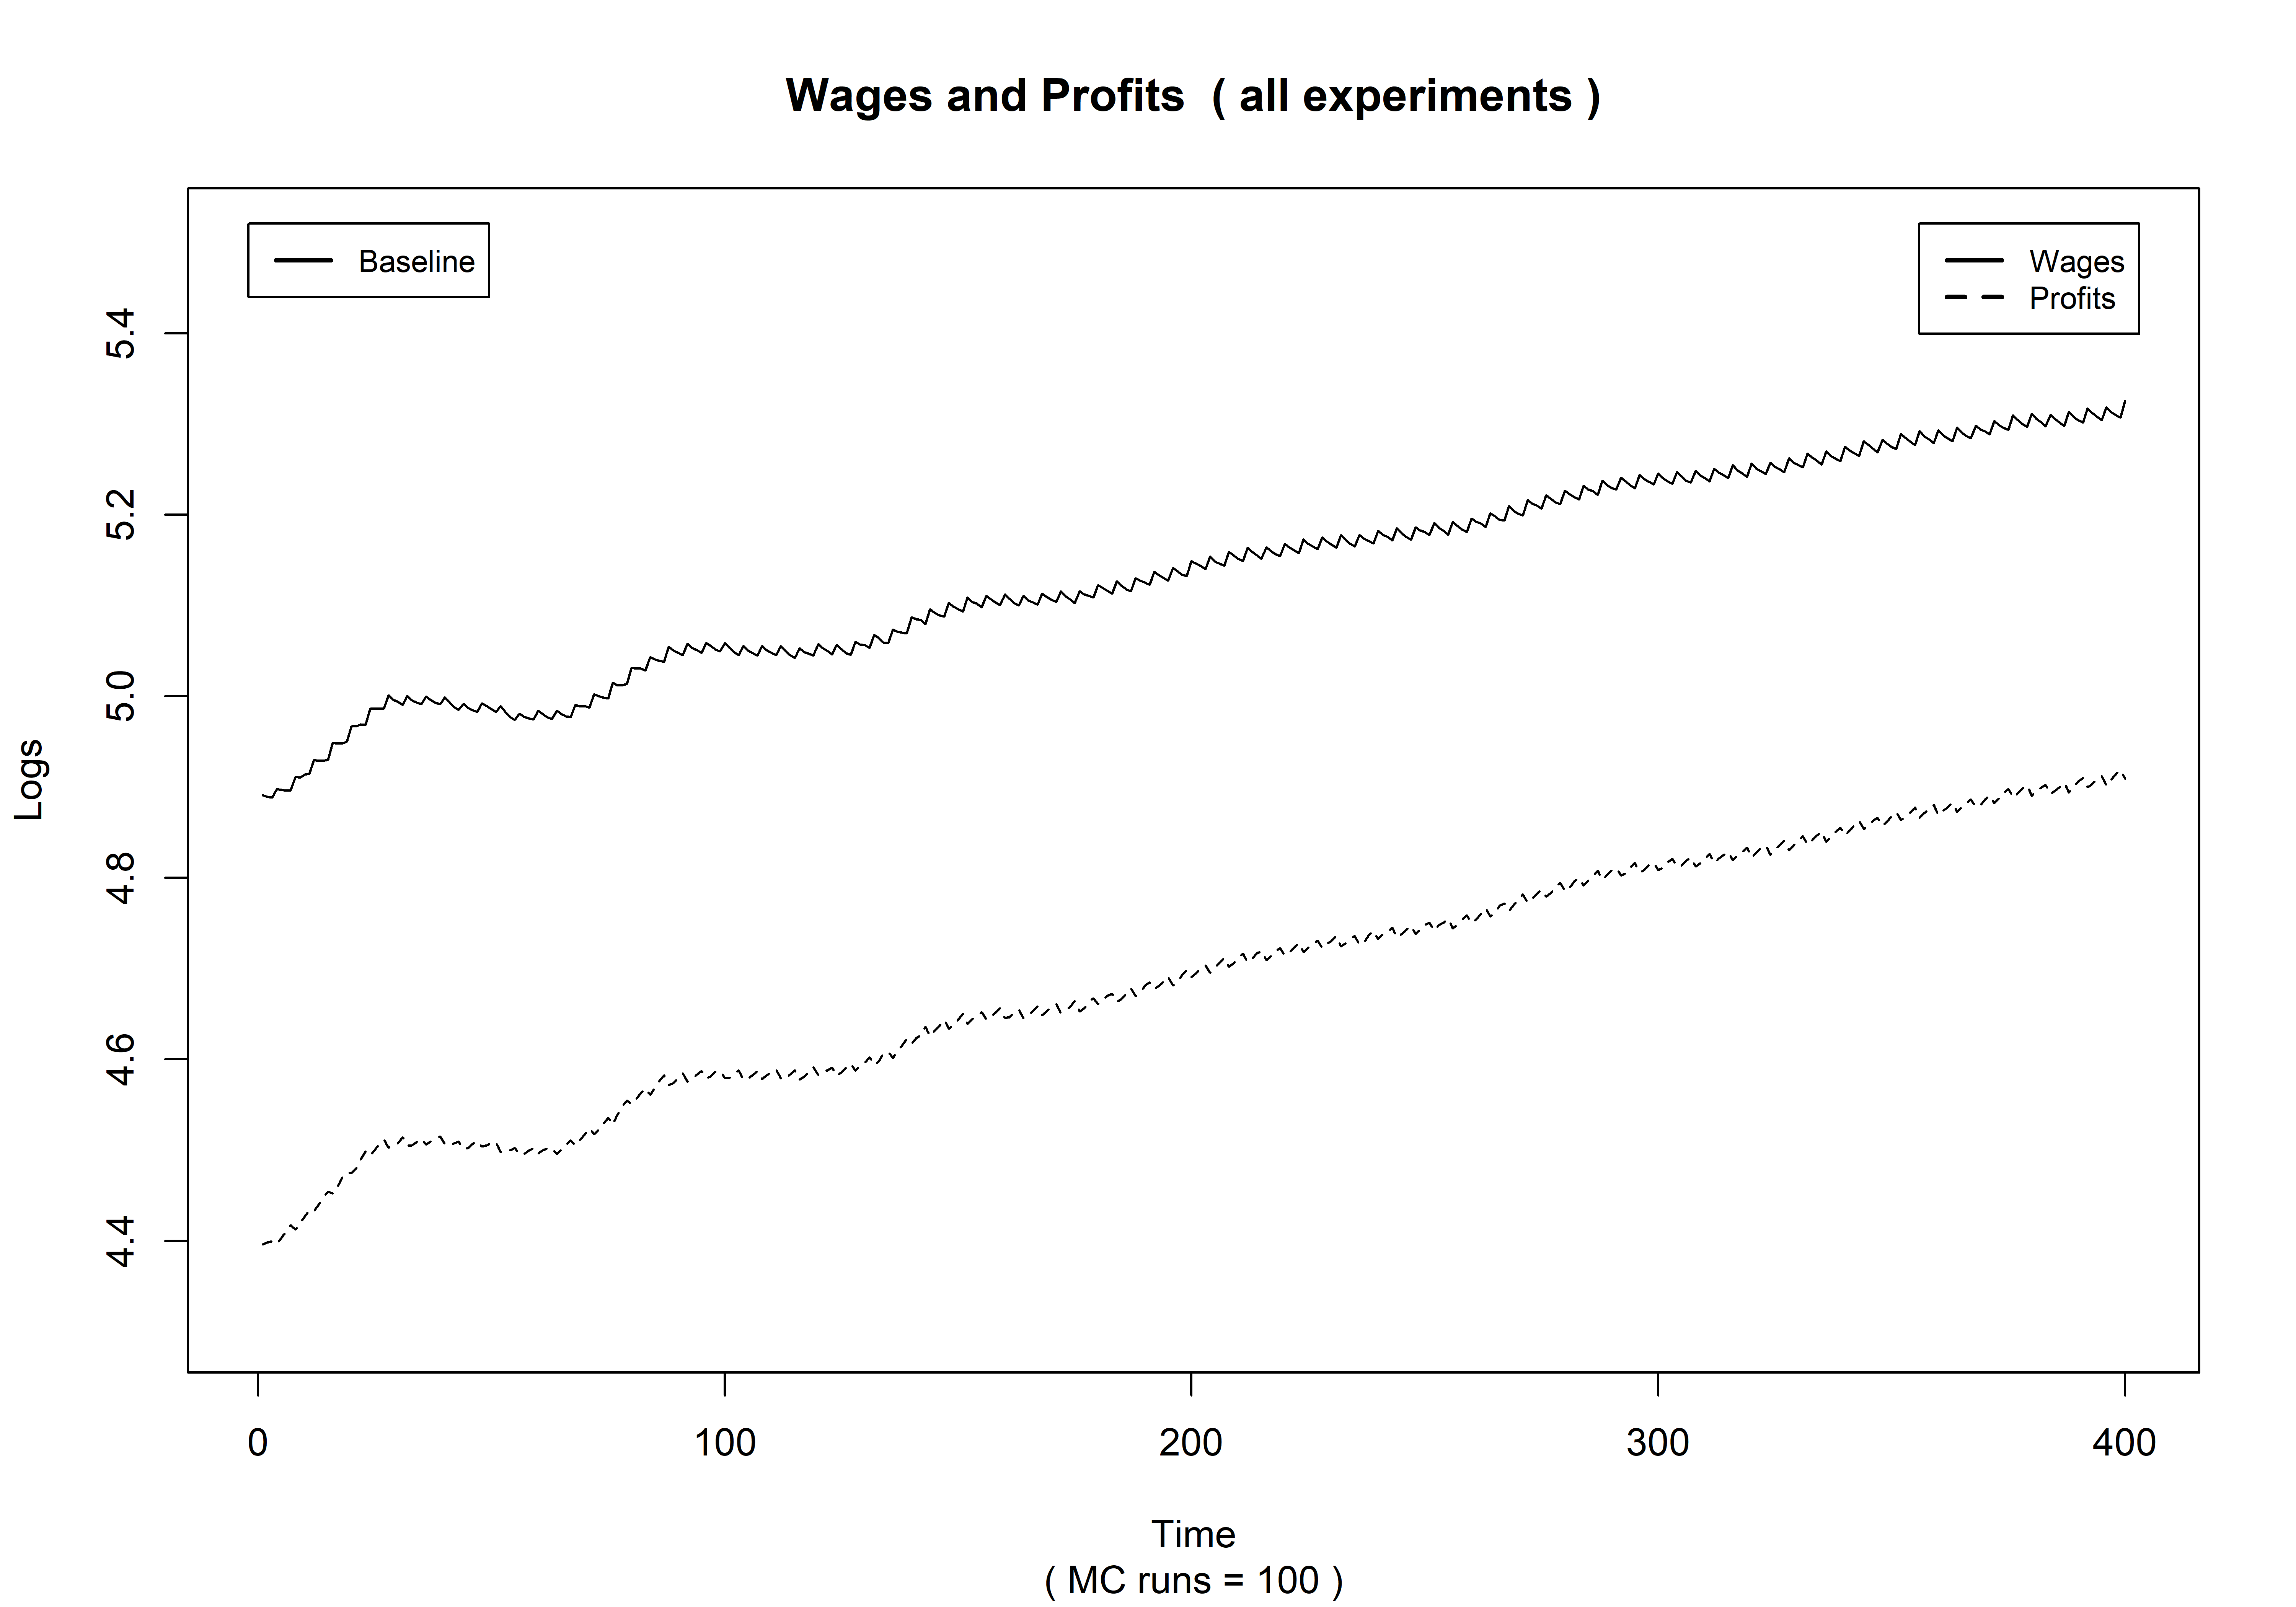 Wages and Profits ( all experiments )
Baseline
Wages
Profits
5.4
5.2
5.0
4.8
4.6
4.4
Logs
0 100 200 300 400
Time
( MC runs = 100 )